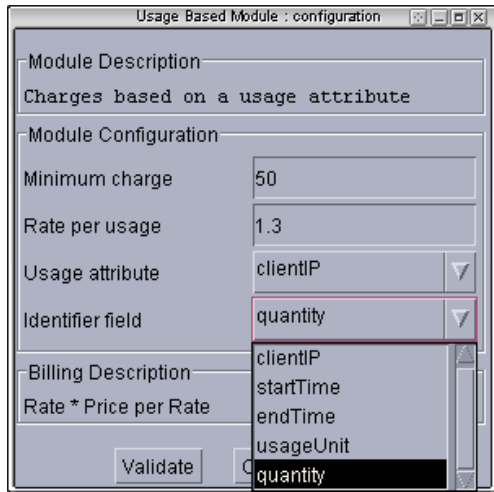 Usage Based Module : configuration
Module Description
Charges based on a usage attribute
Module Configuration
Minimum charge 50
Rate per usage 1.3
Usage attribute clientIP
Identifier field quantity
clientIP
Billing Description
startTime
Rate * Price per Rate
endTime
usageUnit
Validate
quantity